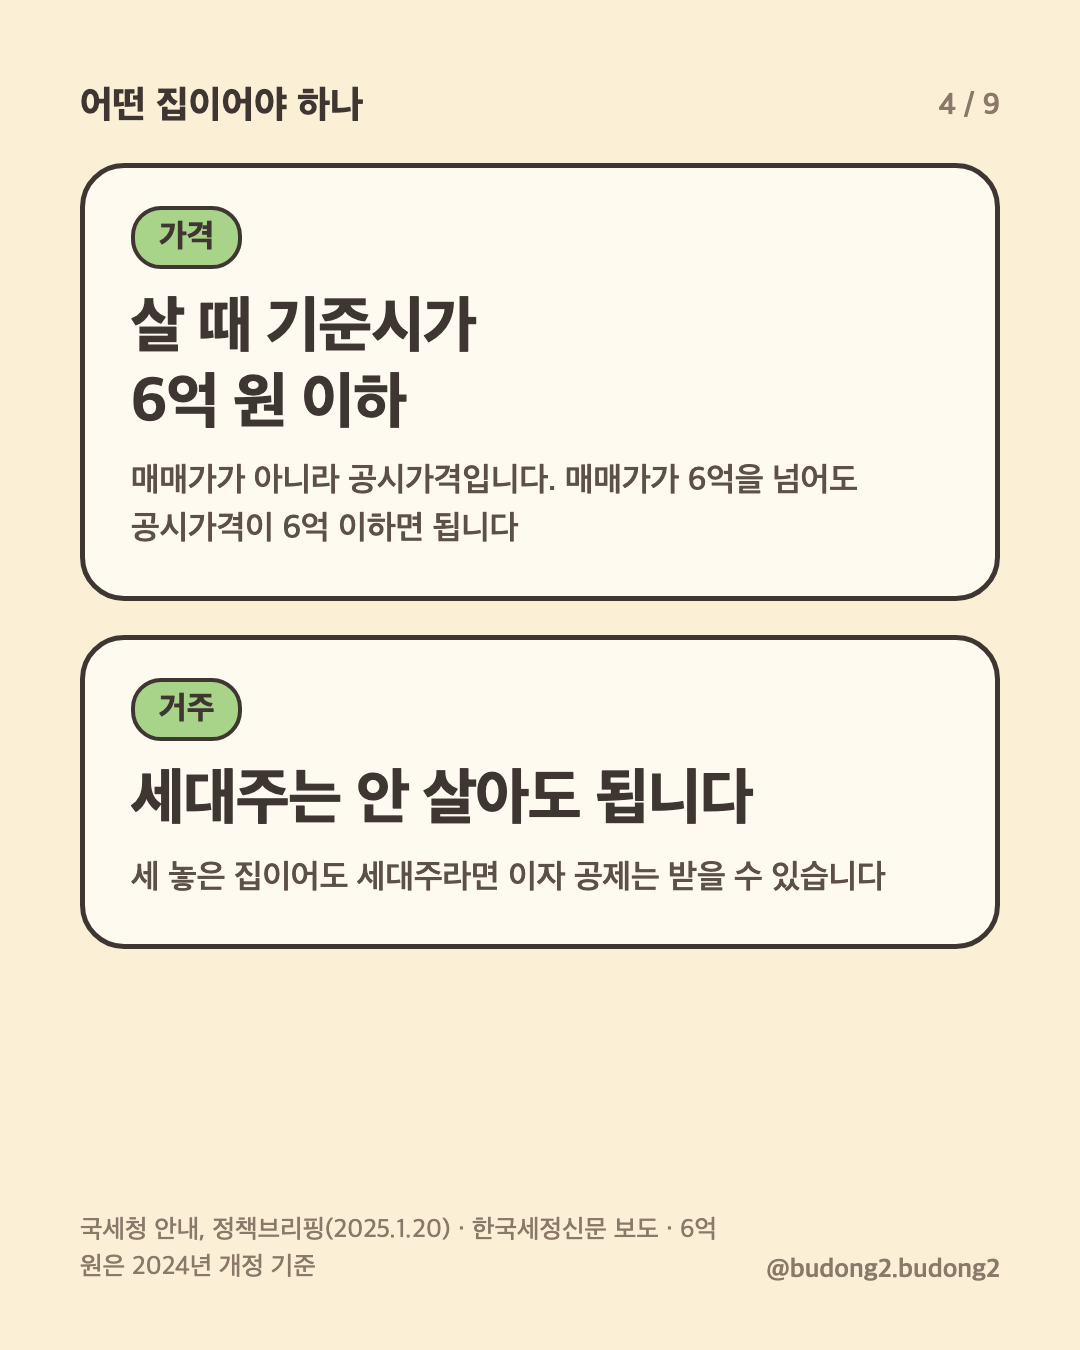 어떤 집이어야 하나
4 / 9
가격
살 때 기준시가
6억 원 이하
매매가가 아니라 공시가격입니다. 매매가가 6억을 넘어도
공시가격이 6억 이하면 됩니다
거주
세대주는 안 살아도 됩니다
세 놓은 집이어도 세대주라면 이자 공제는 받을 수 있습니다
국세청 안내, 정책브리핑(2025.1.20) · 한국세정신문 보도 · 6억
원은 2024년 개정 기준
@budong2.budong2